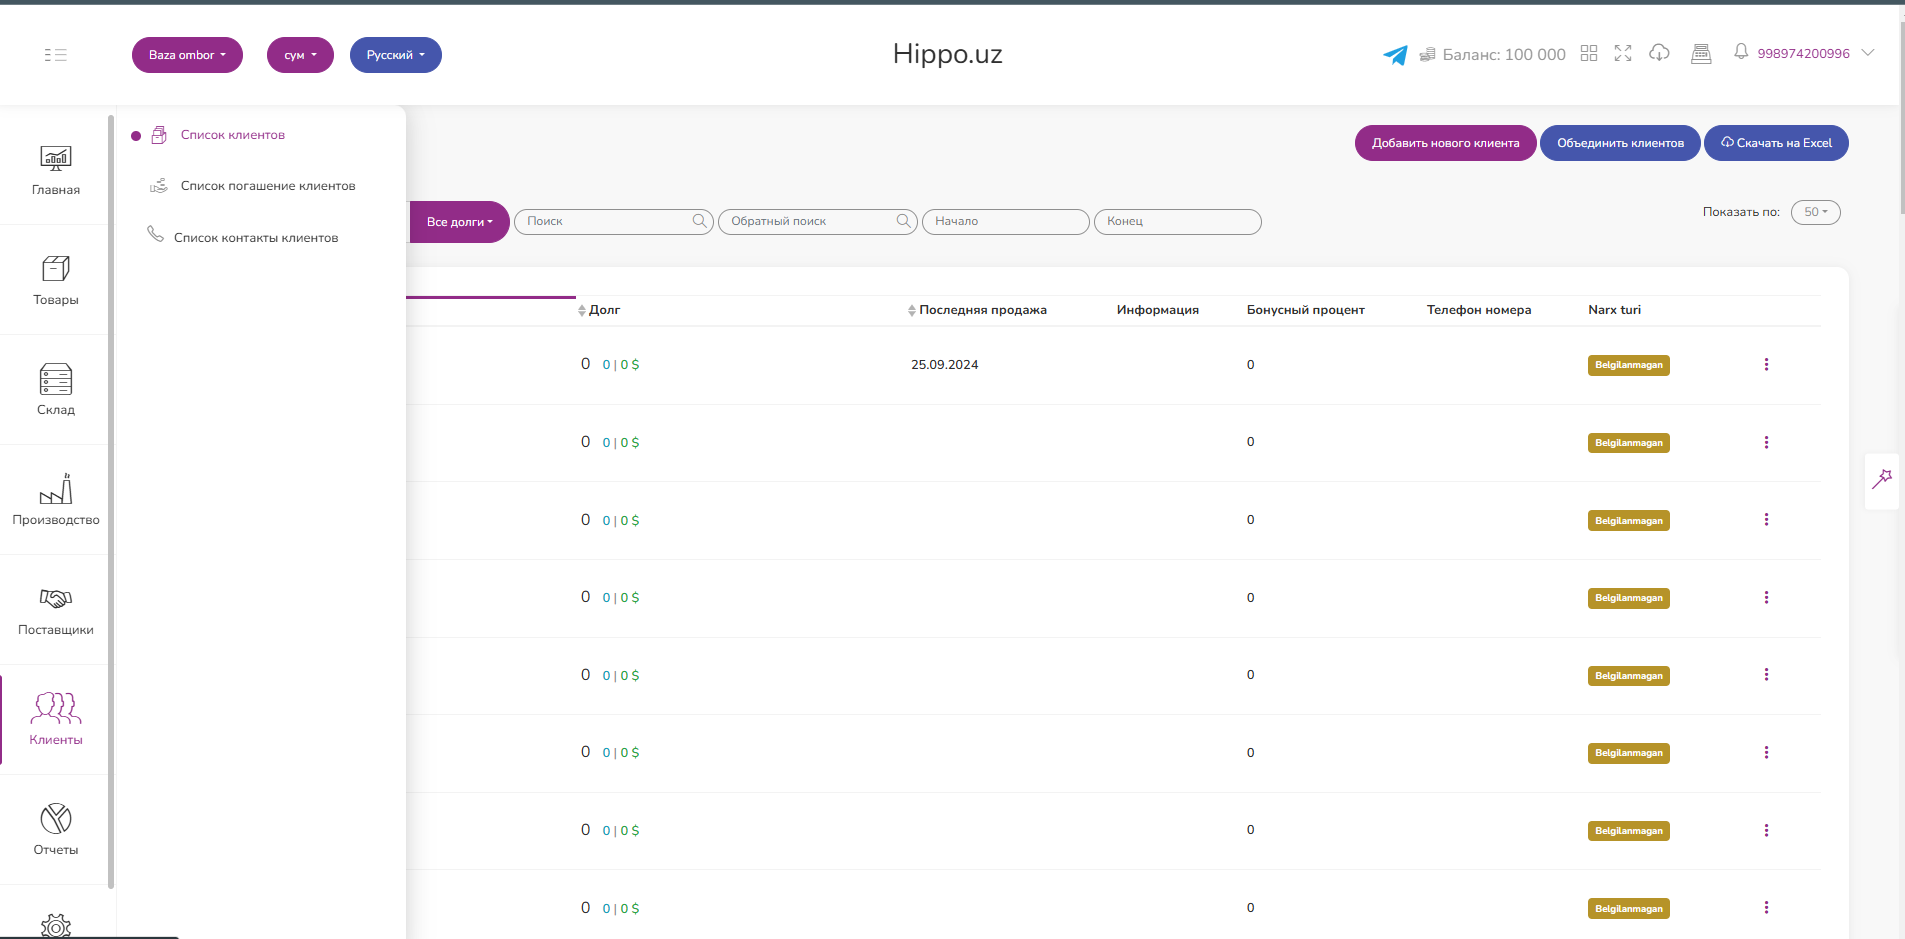 Baza ombor
сум
Русский
Hippo.uz
Баланс: 100 000
998974200996
Главная
Товары
Склад
Производство
Поставщики
Клиенты
Отчеты
Список клиентов
Список погашение клиентов
Список контакты клиентов
Добавить нового клиента
Объединить клиентов
Скачать на Excel
Все долги
Поиск
Обратный поиск
Начало
Конец
Показать по:
50
Долг
Последняя продажа
Информация
Бонусный процент
Телефон номера
Narx turi
0 0 | 0 $ 25.09.2024 0 Belgilanmagan
0 0 | 0 $ 0 Belgilanmagan
0 0 | 0 $ 0 Belgilanmagan
0 0 | 0 $ 0 Belgilanmagan
0 0 | 0 $ 0 Belgilanmagan
0 0 | 0 $ 0 Belgilanmagan
0 0 | 0 $ 0 Belgilanmagan
0 0 | 0 $ 0 Belgilanmagan